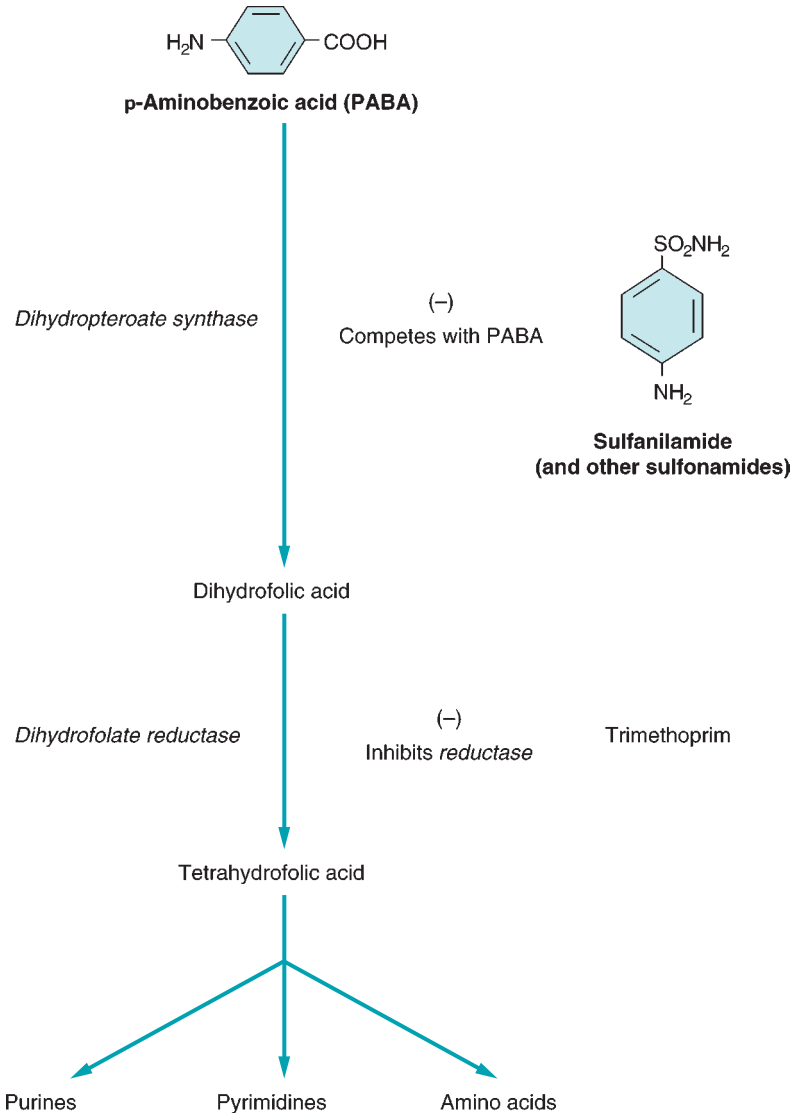 H₂N
COOH
p-Aminobenzoic acid (PABA)
SO₂NH₂
Dihydropteroate synthase
(–)
Competes with PABA
NH₂
Sulfanilamide
(and other sulfonamides)
Dihydrofolic acid
Dihydrofolate reductase
(–)
Inhibits reductase
Trimethoprim
Tetrahydrofolic acid
Purines
Pyrimidines
Amino acids